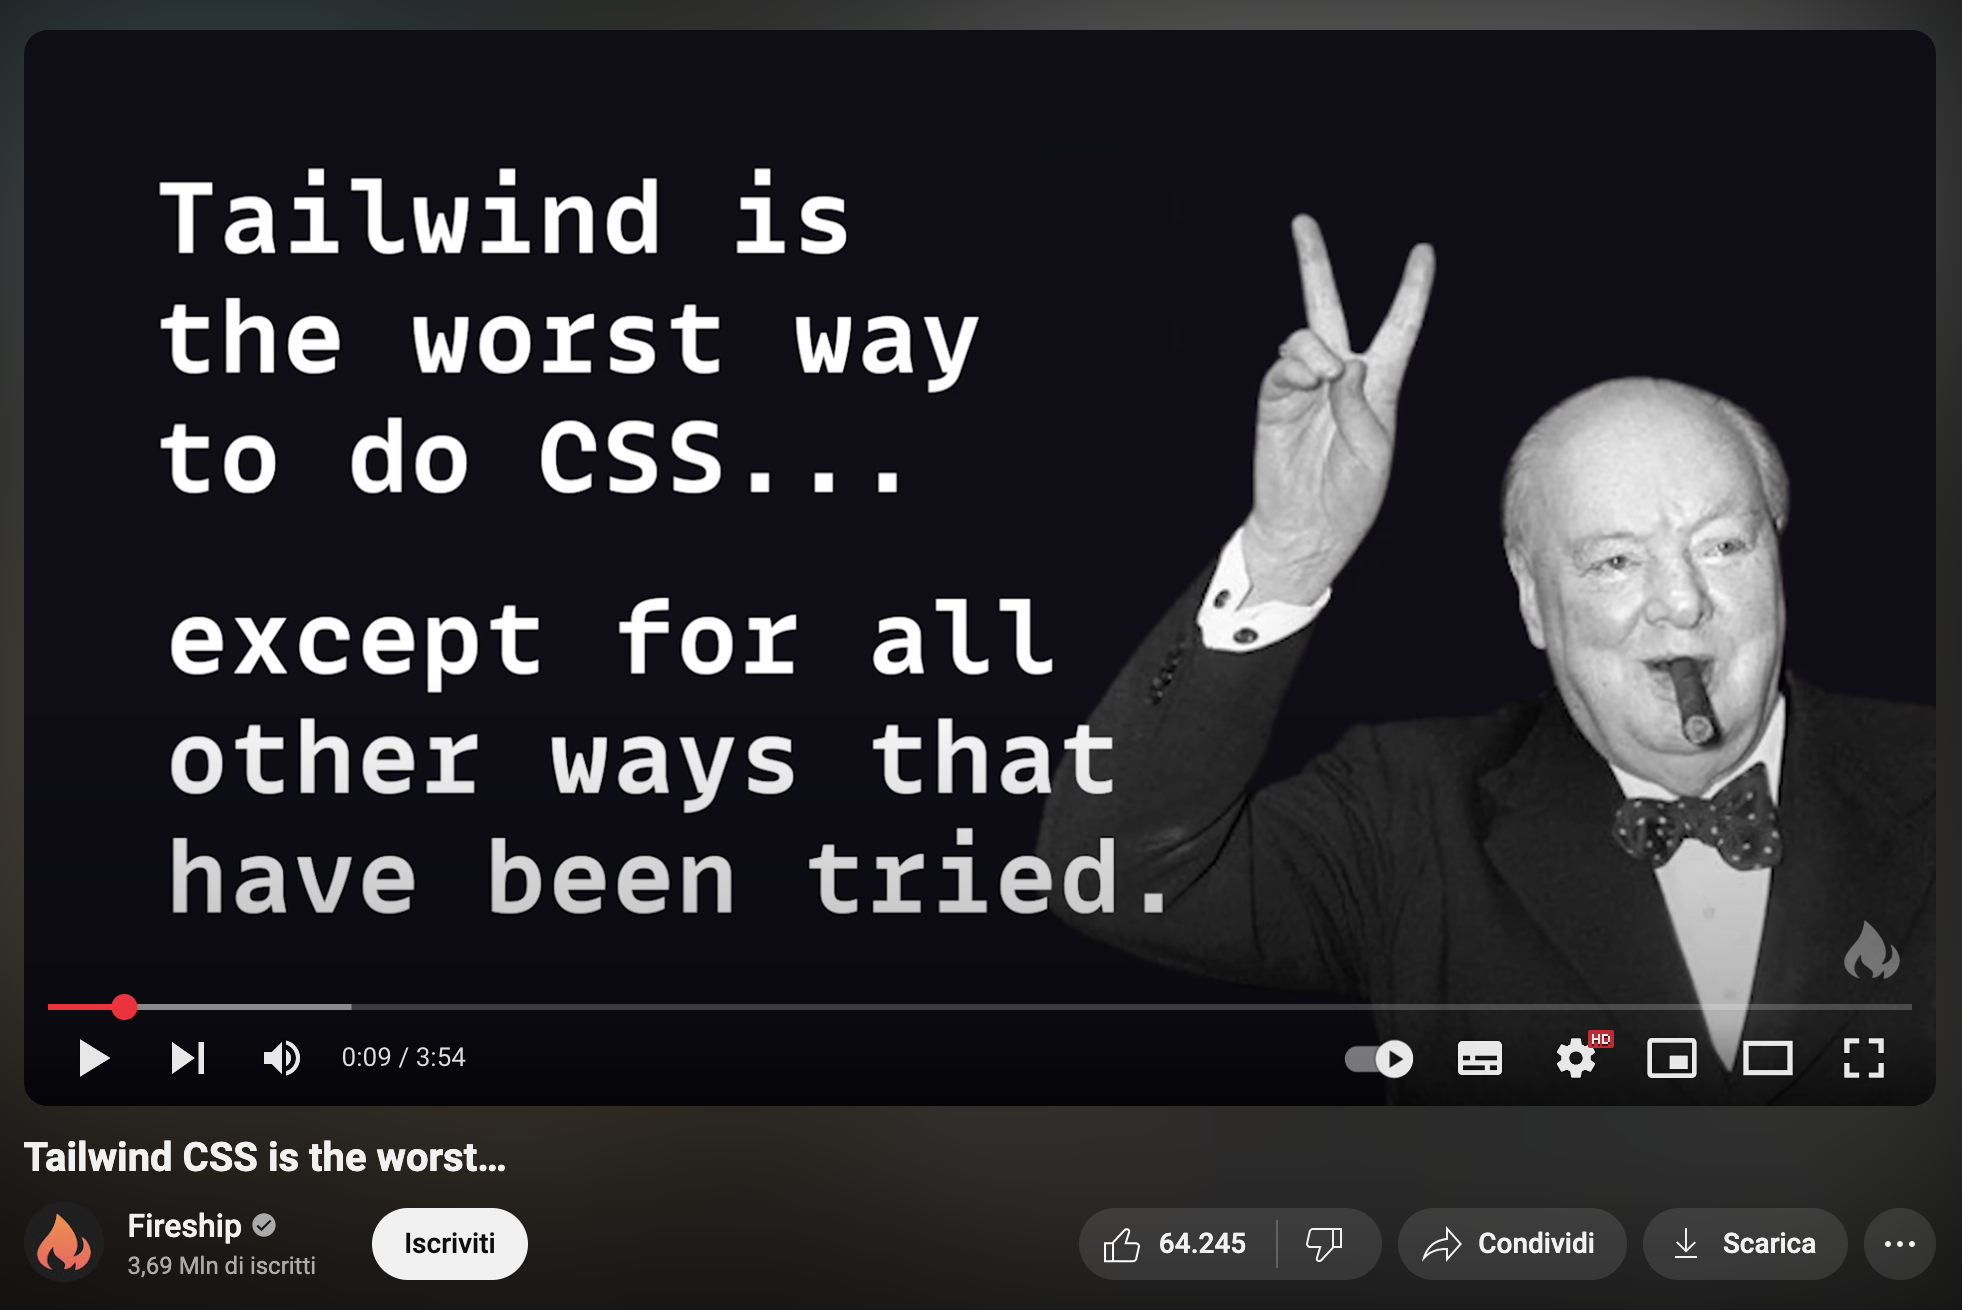 Tailwind is
the worst way
to do CSS...
except for all
other ways that
have been tried.
0:09 / 3:54
HD
Tailwind CSS is the worst…
Fireship
3,69 Mln di iscritti
Iscriviti
64.245
Condividi
Scarica